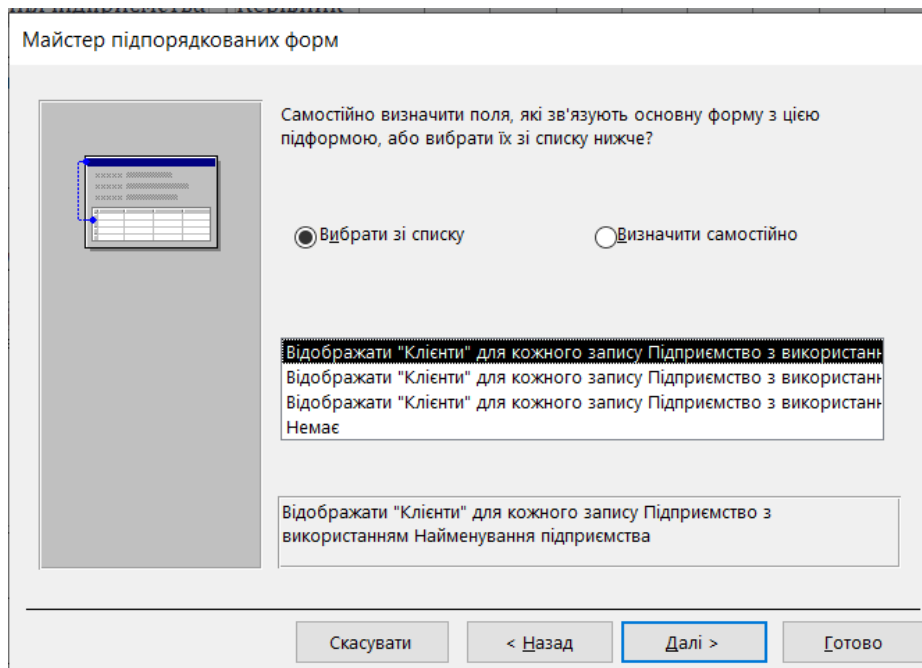 Майстер підпорядкованих форм
Самостійно визначити поля, які зв'язують основну форму з цією
підформою, або вибрати їх зі списку нижче?
Вибрати зі списку
Визначити самостійно
Відображати "Клієнти" для кожного запису Підприємство з використанн
Відображати "Клієнти" для кожного запису Підприємство з використанн
Відображати "Клієнти" для кожного запису Підприємство з використанн
Немає
Відображати "Клієнти" для кожного запису Підприємство з
використанням Найменування підприємства
Скасувати
< Назад
Далі >
Готово